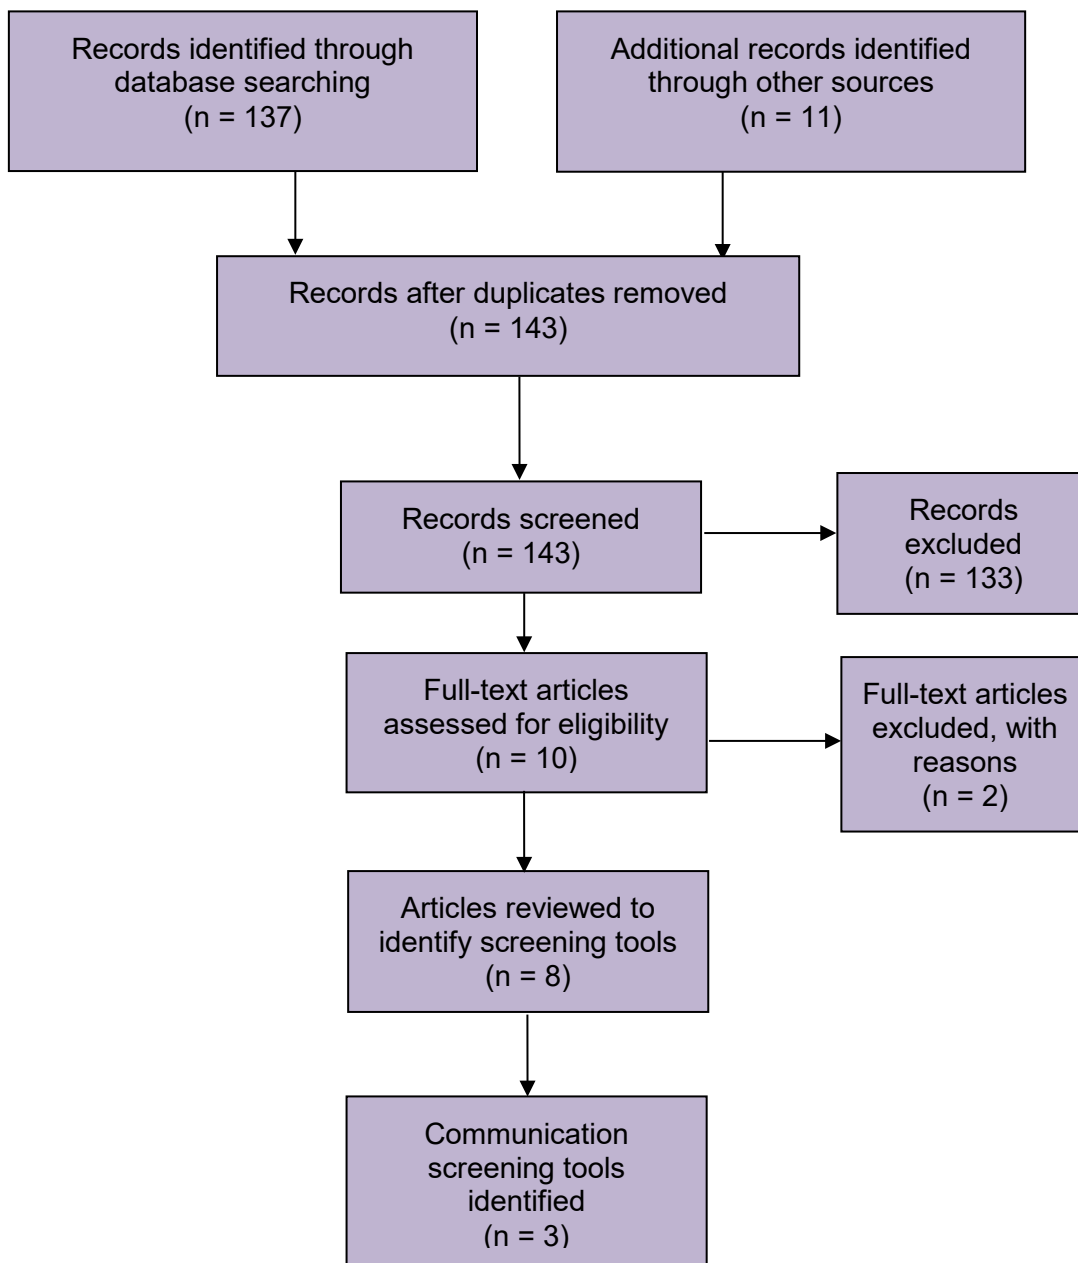 Records identified through
database searching
(n = 137)
Additional records identified
through other sources
(n = 11)
Records after duplicates removed
(n = 143)
Records screened
(n = 143)
Records
excluded
(n = 133)
Full-text articles
assessed for eligibility
(n = 10)
Full-text articles
excluded, with
reasons
(n = 2)
Articles reviewed to
identify screening tools
(n = 8)
Communication
screening tools
identified
(n = 3)